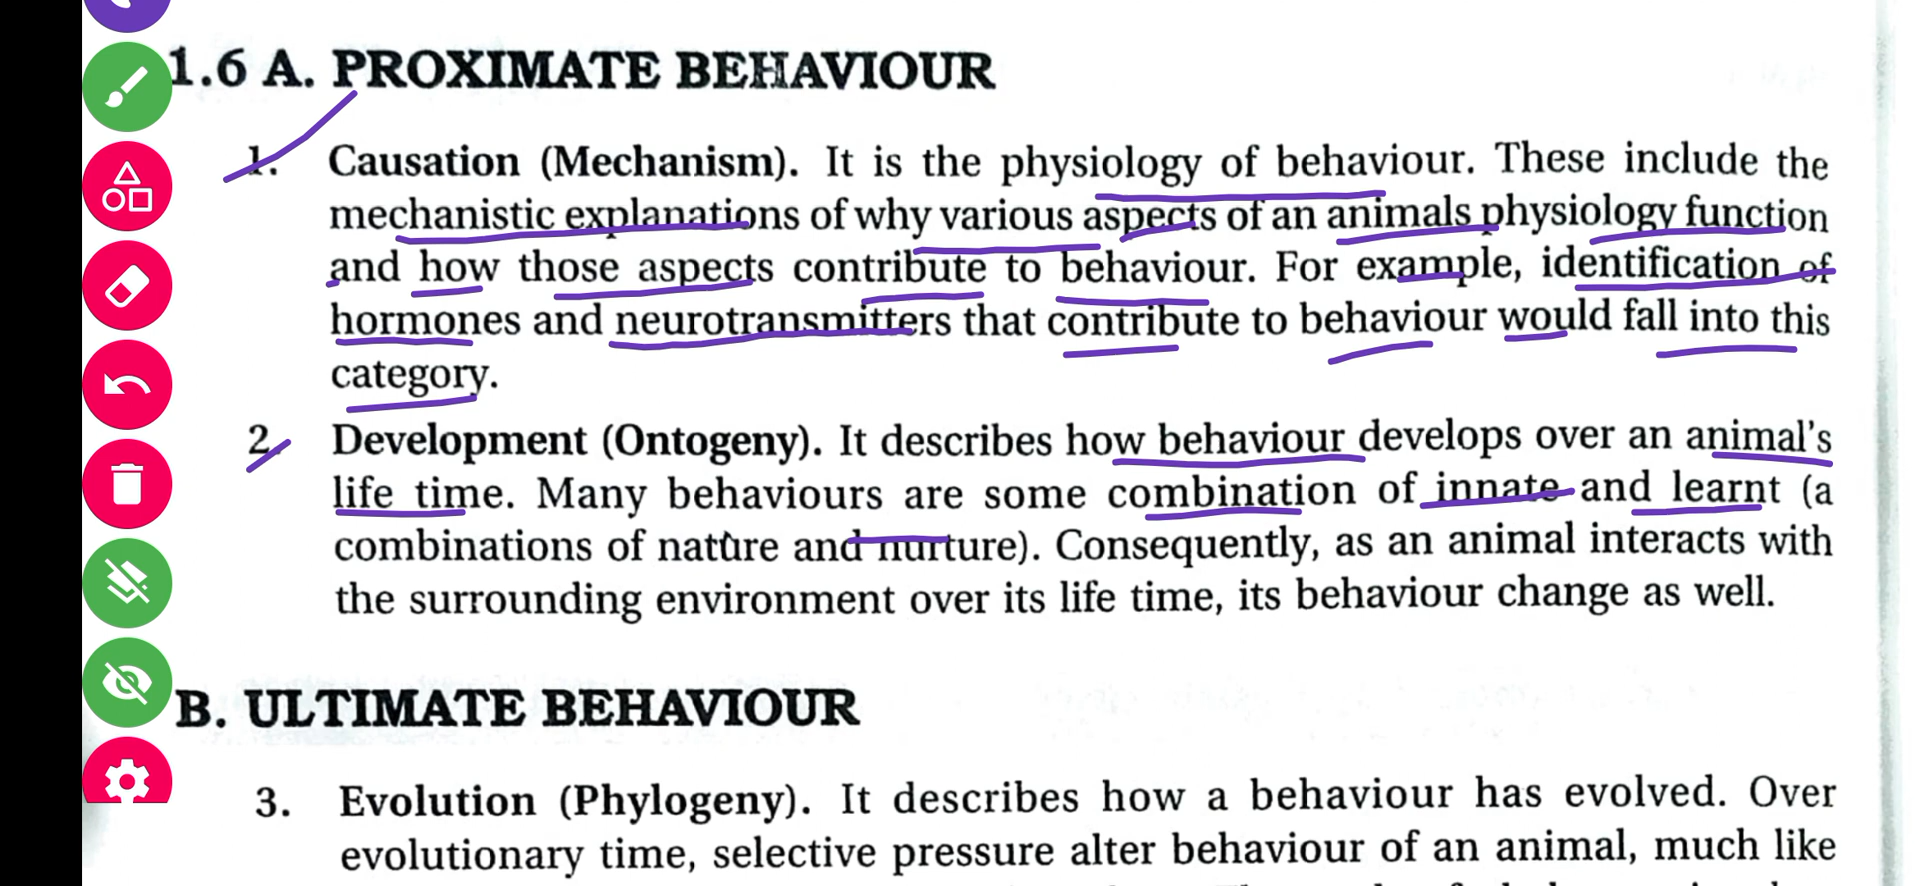 1.6 A. PROXIMATE BEHAVIOUR
1. Causation (Mechanism). It is the physiology of behaviour. These include the
mechanistic explanations of why various aspects of an animals physiology function
and how those aspects contribute to behaviour. For example, identification of
hormones and neurotransmitters that contribute to behaviour would fall into this
category.
2. Development (Ontogeny). It describes how behaviour develops over an animal's
life time. Many behaviours are some combination of innate and learnt (a
combinations of nature and nurture). Consequently, as an animal interacts with
the surrounding environment over its life time, its behaviour change as well.
B. ULTIMATE BEHAVIOUR
3. Evolution (Phylogeny). It describes how a behaviour has evolved. Over
evolutionary time, selective pressure alter behaviour of an animal, much like